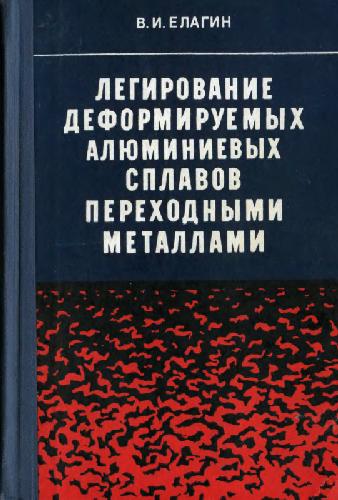 В. И. ЕЛАГИН
ЛЕГИРОВАНИЕ
ДЕФОРМИРУЕМЫХ
АЛЮМИНИЕВЫХ
СПЛАВОВ
ПЕРЕХОДНЫМИ
МЕТАЛЛАМИ